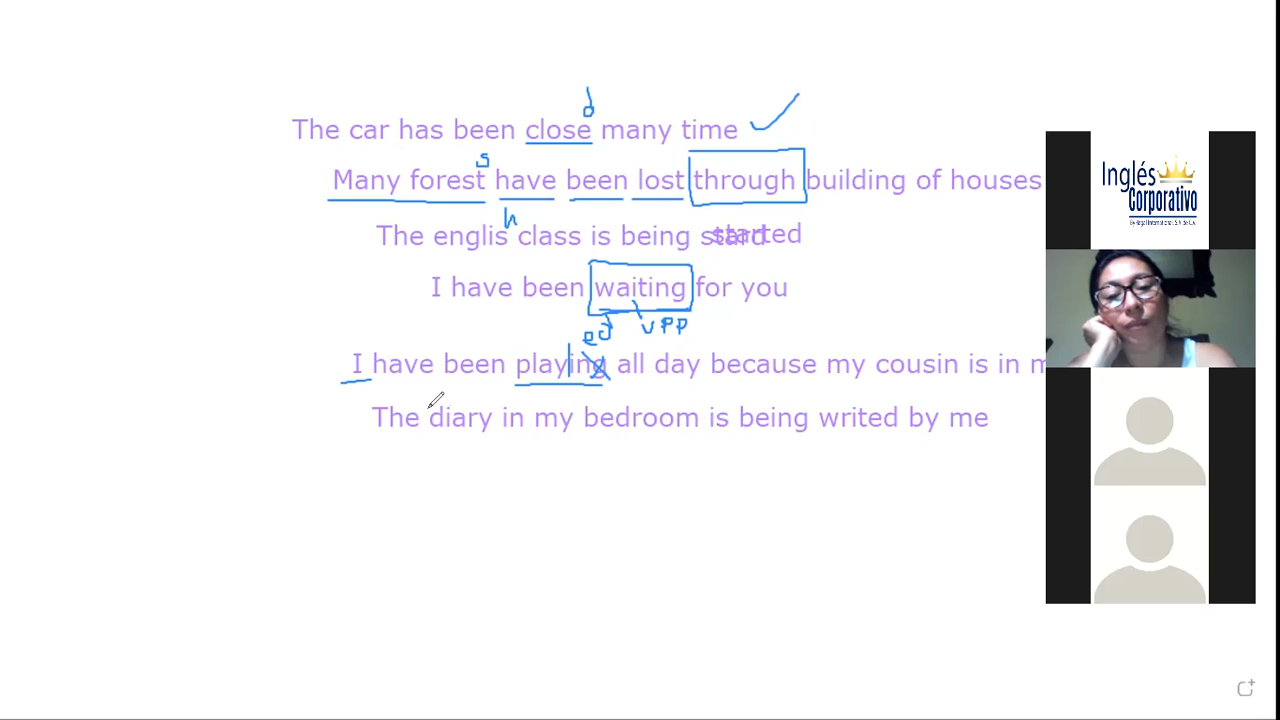 d
The car has been close many time
s
Many forest have been lost through building of houses
h
The englis class is being started
I have been waiting for you
ed VPP
I have been playing all day because my cousin is in m
The diary in my bedroom is being writed by me
Inglés
Corporativo